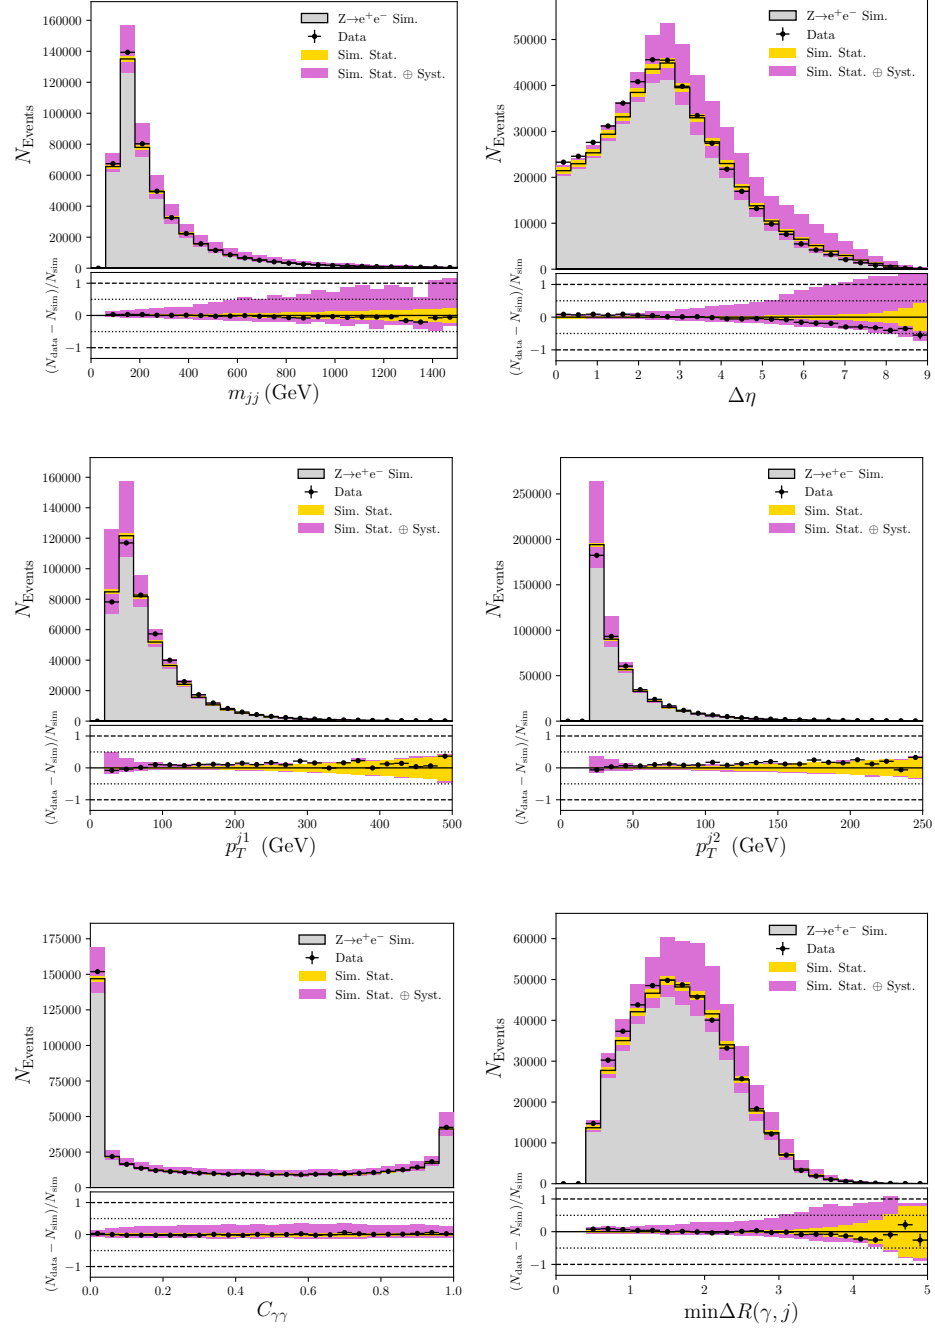 160000
140000
120000
100000
80000
60000
40000
20000
0
N_Events
Z→e⁺e⁻ Sim.
Data
Sim. Stat.
Sim. Stat. ⊕ Syst.
1
0
−1
(N_data − N_sim)/N_sim
0 200 400 600 800 1000 1200 1400
m_jj (GeV)
50000
40000
30000
20000
10000
0
N_Events
Z→e⁺e⁻ Sim.
Data
Sim. Stat.
Sim. Stat. ⊕ Syst.
1
0
−1
(N_data − N_sim)/N_sim
0 1 2 3 4 5 6 7 8 9
Δη
160000
140000
120000
100000
80000
60000
40000
20000
0
N_Events
Z→e⁺e⁻ Sim.
Data
Sim. Stat.
Sim. Stat. ⊕ Syst.
1
0
−1
(N_data − N_sim)/N_sim
0 100 200 300 400 500
p_T^j1 (GeV)
250000
200000
150000
100000
50000
0
N_Events
Z→e⁺e⁻ Sim.
Data
Sim. Stat.
Sim. Stat. ⊕ Syst.
1
0
−1
(N_data − N_sim)/N_sim
0 50 100 150 200 250
p_T^j2 (GeV)
175000
150000
125000
100000
75000
50000
25000
0
N_Events
Z→e⁺e⁻ Sim.
Data
Sim. Stat.
Sim. Stat. ⊕ Syst.
1
0
−1
(N_data − N_sim)/N_sim
0.0 0.2 0.4 0.6 0.8 1.0
C_γγ
60000
50000
40000
30000
20000
10000
0
N_Events
Z→e⁺e⁻ Sim.
Data
Sim. Stat.
Sim. Stat. ⊕ Syst.
1
0
−1
(N_data − N_sim)/N_sim
0 1 2 3 4 5
minΔR(γ, j)